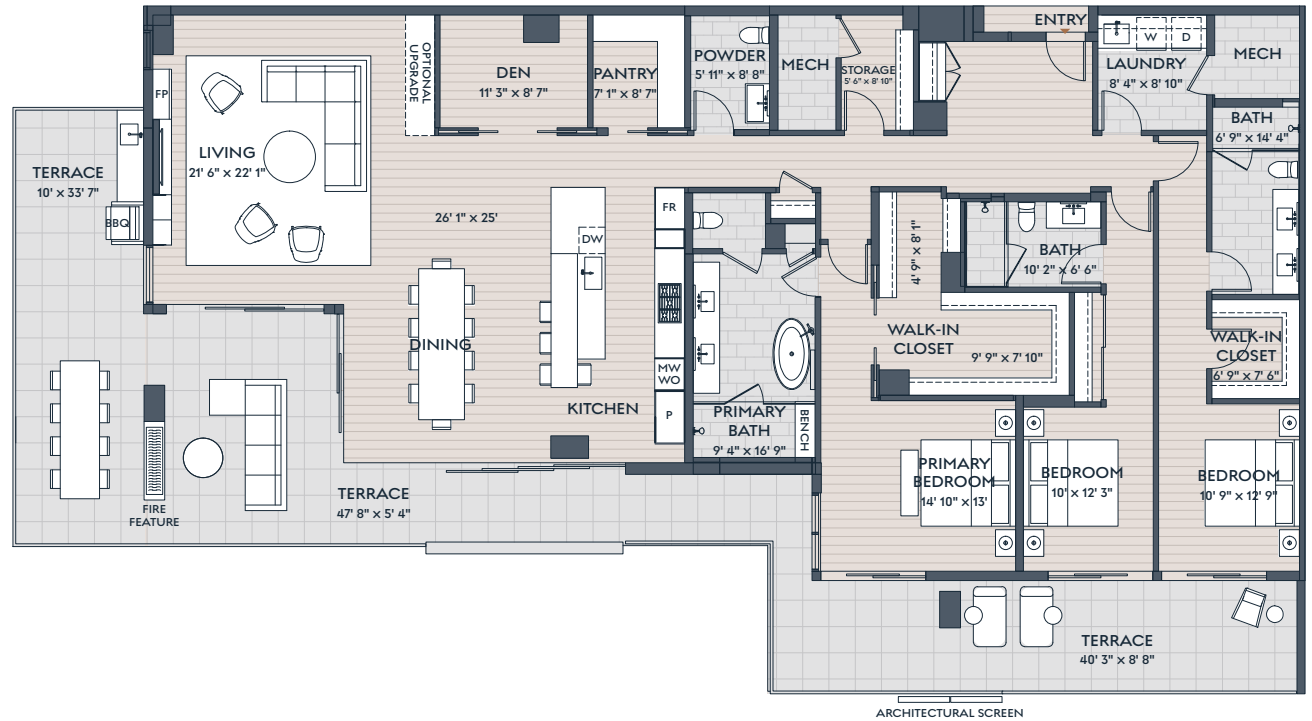 ENTRY
OPTIONAL
UPGRADE
DEN
11' 3" x 8' 7"
PANTRY
7' 1" x 8' 7"
POWDER
5' 11" x 8' 8"
MECH
STORAGE
5' 6" x 8' 10"
W
D
LAUNDRY
8' 4" x 8' 10"
MECH
FP
BATH
6' 9" x 14' 4"
LIVING
21' 6" x 22' 1"
TERRACE
10' x 33' 7"
BBQ
26' 1" x 25'
FR
DW
4' 9" x 8' 1"
BATH
10' 2" x 6' 6"
DINING
WALK-IN
CLOSET
9' 9" x 7' 10"
WALK-IN
CLOSET
6' 9" x 7' 6"
MW
WO
KITCHEN
P
PRIMARY
BATH
9' 4" x 16' 9"
BENCH
PRIMARY
BEDROOM
14' 10" x 13'
BEDROOM
10' x 12' 3"
BEDROOM
10' 9" x 12' 9"
FIRE
FEATURE
TERRACE
47' 8" x 5' 4"
TERRACE
40' 3" x 8' 8"
ARCHITECTURAL SCREEN